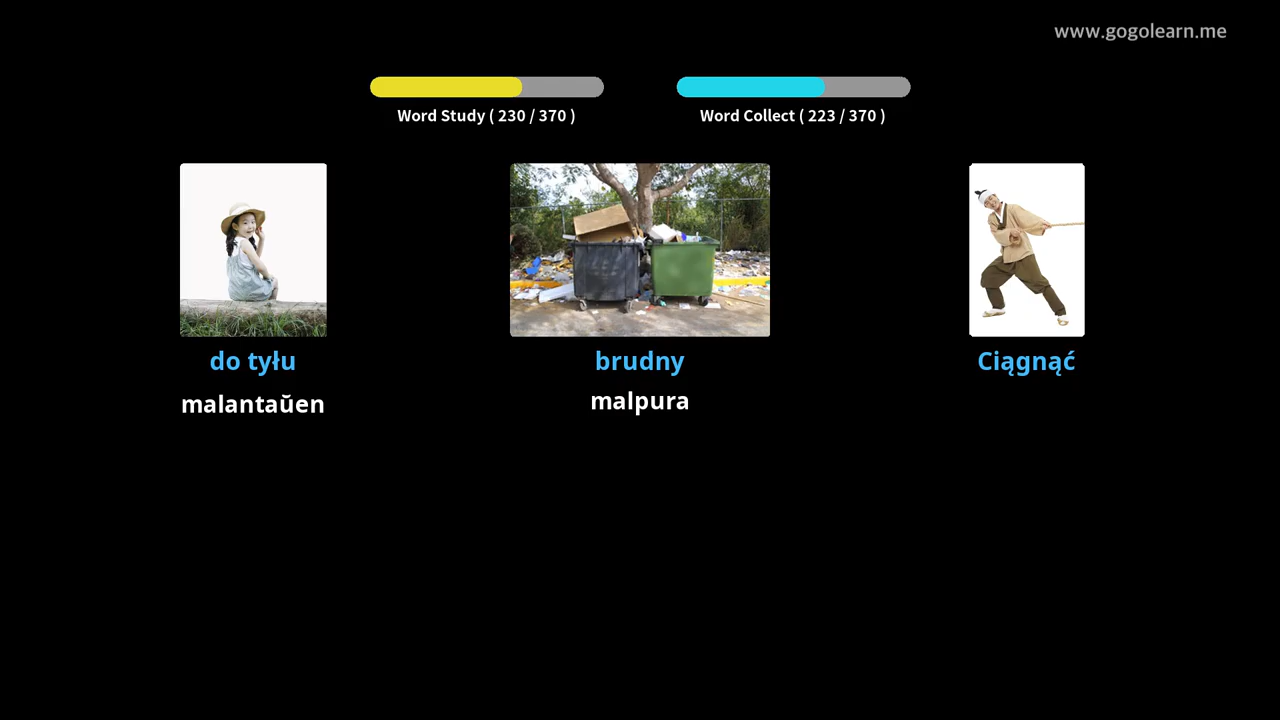 www.gogolearn.me
Word Study ( 230 / 370 )
Word Collect ( 223 / 370 )
do tyłu
brudny
Ciągnąć
malantaŭen
malpura